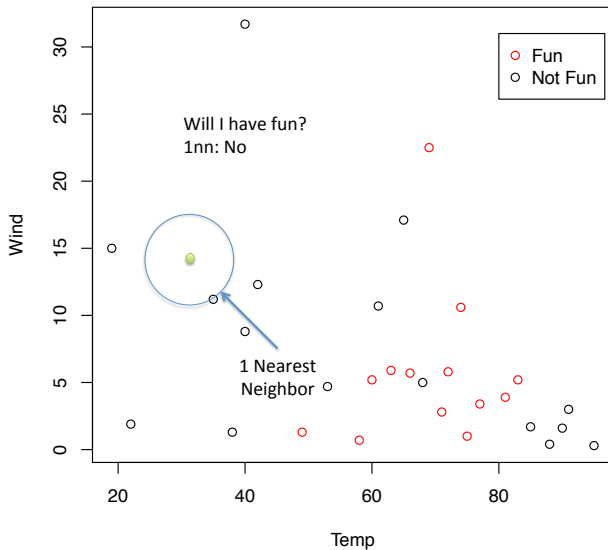 30
25
20
15
10
5
0
Wind
Fun
Not Fun
Will I have fun?
1nn: No
1 Nearest
Neighbor
20 40 60 80
Temp